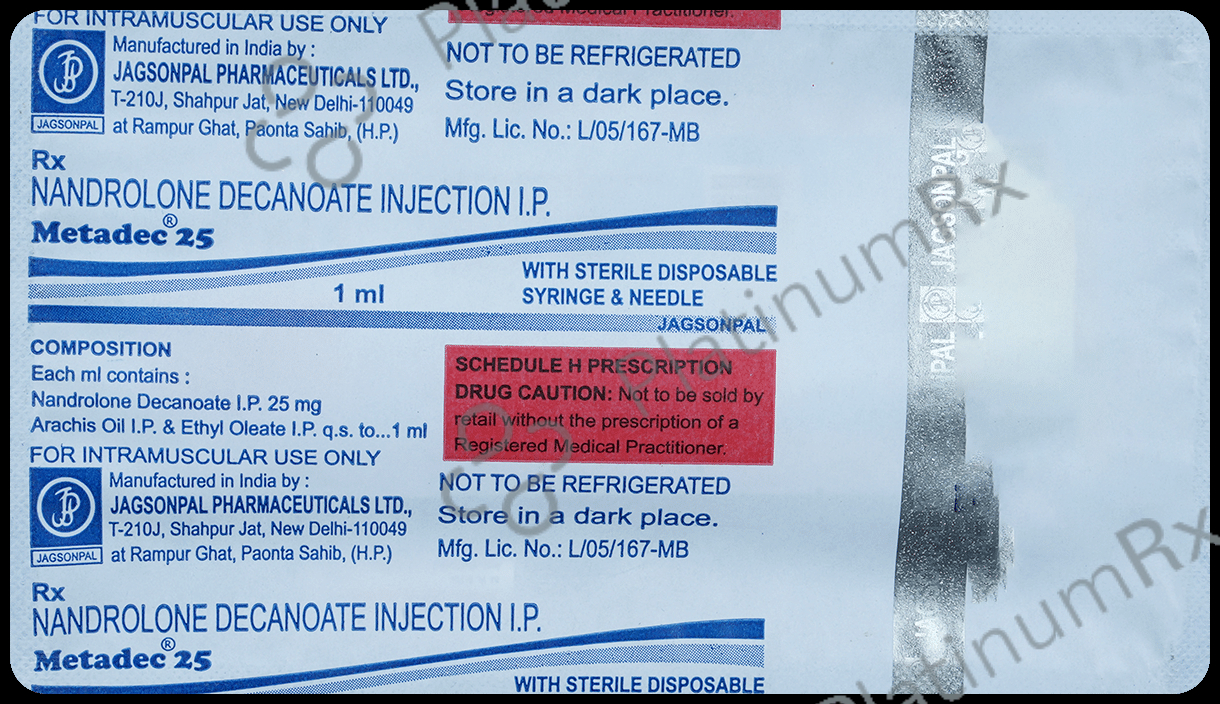 Registered Medical Practitioner.
FOR INTRAMUSCULAR USE ONLY
Manufactured in India by :
JAGSONPAL PHARMACEUTICALS LTD.,
T-210J, Shahpur Jat, New Delhi-110049
at Rampur Ghat, Paonta Sahib, (H.P.)
JAGSONPAL
NOT TO BE REFRIGERATED
Store in a dark place.
Mfg. Lic. No.: L/05/167-MB
Rx
NANDROLONE DECANOATE INJECTION I.P.
Metadec® 25
1 ml
WITH STERILE DISPOSABLE
SYRINGE & NEEDLE
JAGSONPAL
COMPOSITION
Each ml contains :
Nandrolone Decanoate I.P. 25 mg
Arachis Oil I.P. & Ethyl Oleate I.P. q.s. to...1 ml
SCHEDULE H PRESCRIPTION
DRUG CAUTION: Not to be sold by
retail without the prescription of a
Registered Medical Practitioner.
FOR INTRAMUSCULAR USE ONLY
Manufactured in India by :
JAGSONPAL PHARMACEUTICALS LTD.,
T-210J, Shahpur Jat, New Delhi-110049
at Rampur Ghat, Paonta Sahib, (H.P.)
JAGSONPAL
NOT TO BE REFRIGERATED
Store in a dark place.
Mfg. Lic. No.: L/05/167-MB
Rx
NANDROLONE DECANOATE INJECTION I.P.
Metadec® 25
WITH STERILE DISPOSABLE
JAGSONPAL
PlatinumRx
PlatinumRx